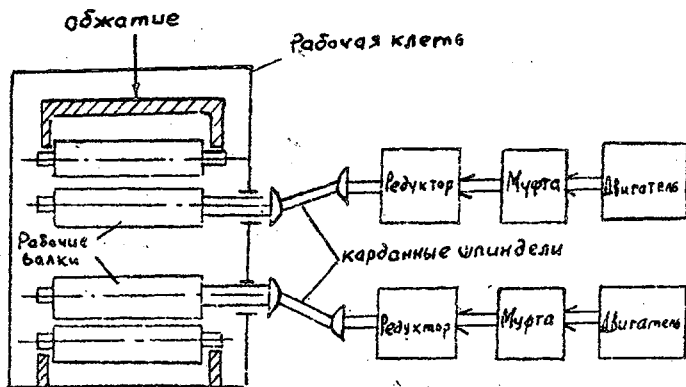 обжатие
Рабочая клеть
Редуктор
Муфта
Двигатель
Рабочие
валки
карданные шпиндели
Редуктор
Муфта
Двигатель